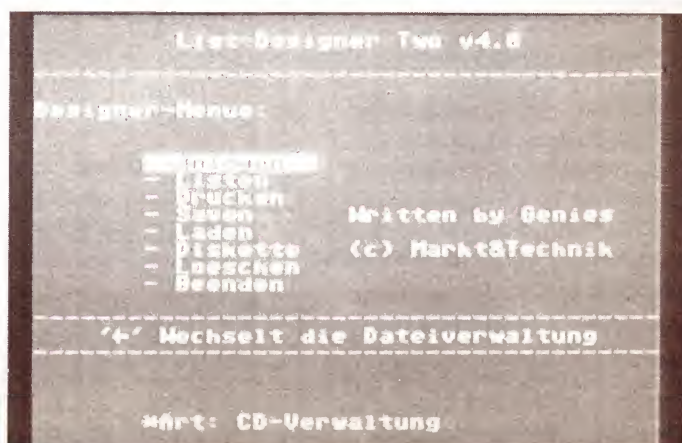 List-Designer Two v4.0
Designer-Menue:
- Listen
- Drucken
- Saven
- Laden
- Diskette
- Loeschen
- Beenden
Written by Genies
(c) Markt&Technik
'←' Wechselt die Dateiverwaltung
*Art: CD-Verwaltung